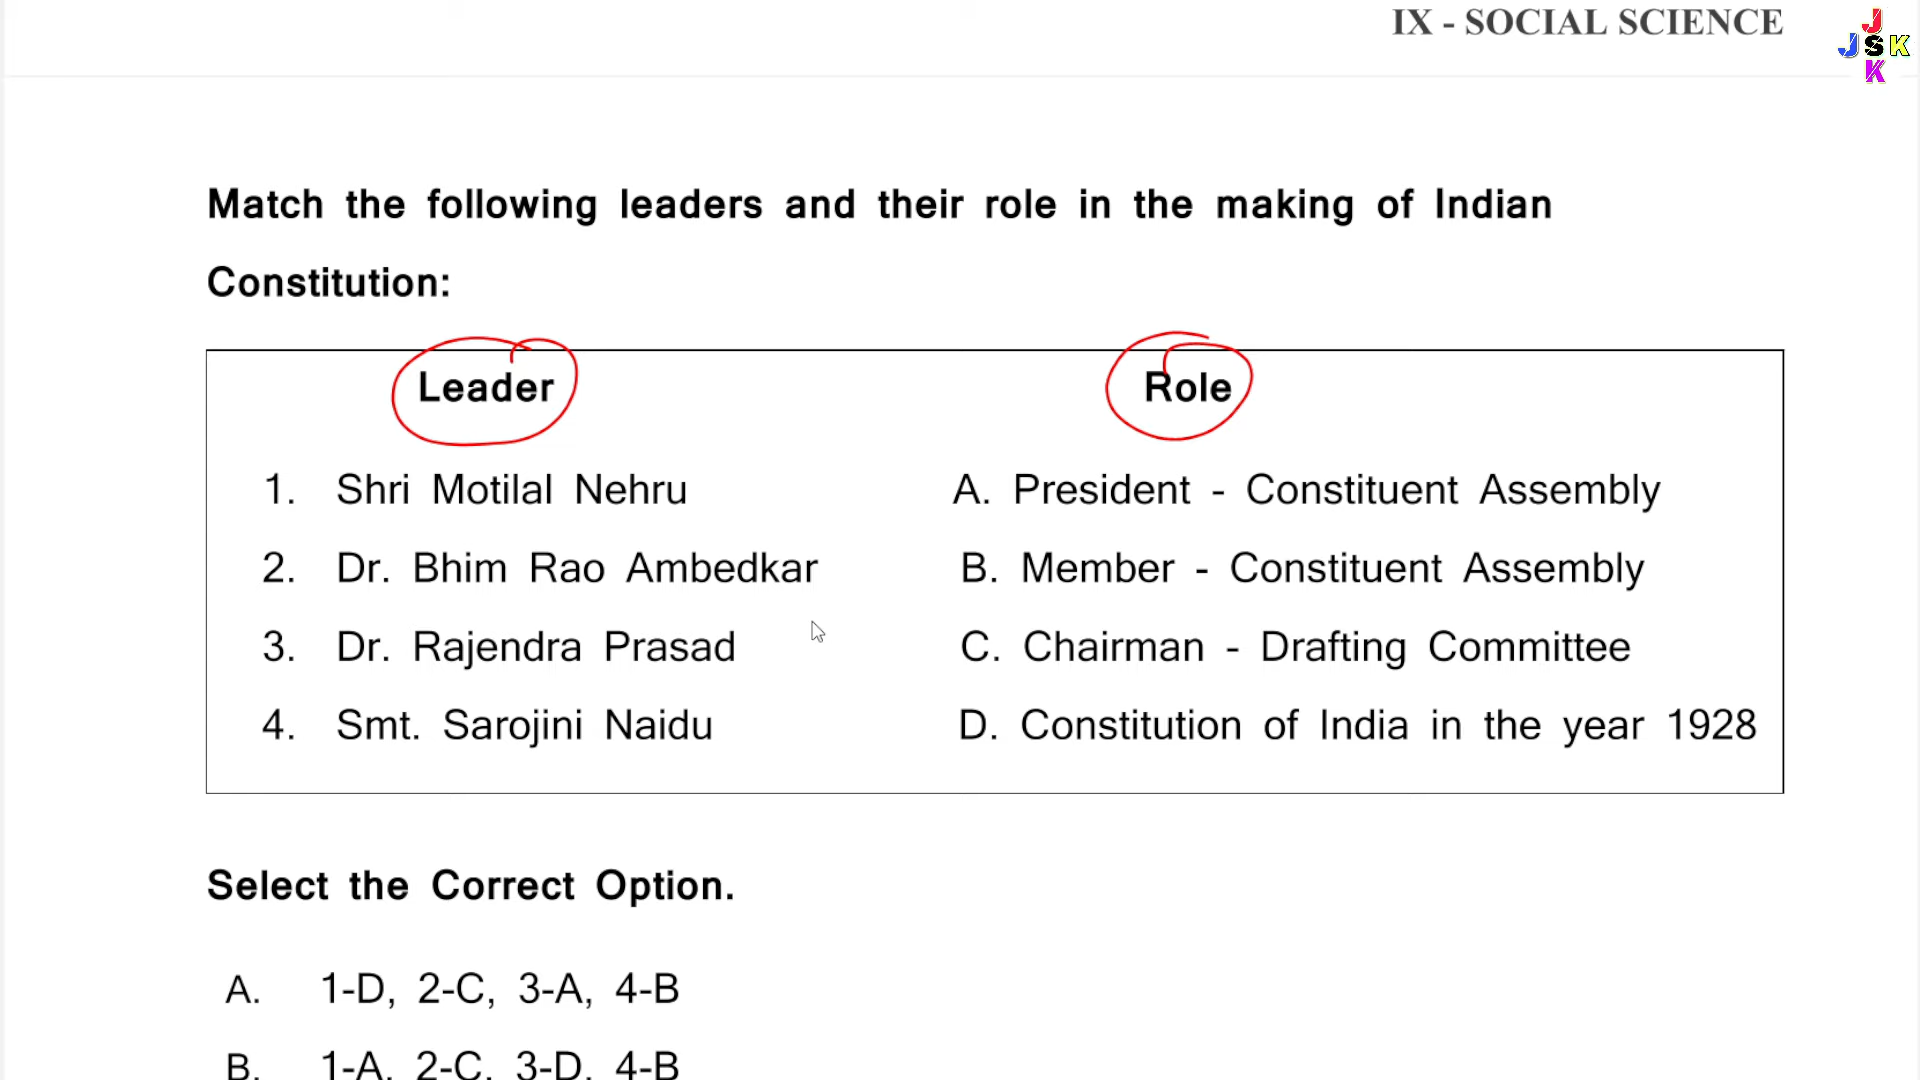 IX - SOCIAL SCIENCE
J
J S K
K
Match the following leaders and their role in the making of Indian
Constitution:
Leader Role
1. Shri Motilal Nehru A. President - Constituent Assembly
2. Dr. Bhim Rao Ambedkar B. Member - Constituent Assembly
3. Dr. Rajendra Prasad C. Chairman - Drafting Committee
4. Smt. Sarojini Naidu D. Constitution of India in the year 1928
Select the Correct Option.
A. 1-D, 2-C, 3-A, 4-B
B. 1-A, 2-C, 3-D, 4-B